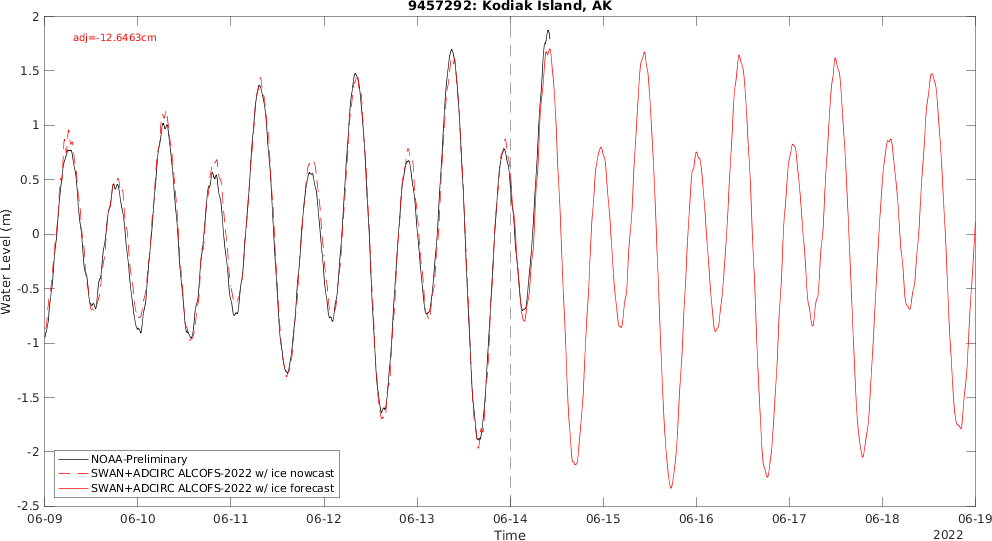 9457292: Kodiak Island, AK
adj=-12.6463cm
2
1.5
1
0.5
0
-0.5
-1
-1.5
-2
-2.5
Water Level (m)
NOAA-Preliminary
SWAN+ADCIRC ALCOFS-2022 w/ ice nowcast
SWAN+ADCIRC ALCOFS-2022 w/ ice forecast
06-09 06-10 06-11 06-12 06-13 06-14 06-15 06-16 06-17 06-18 06-19
Time
2022